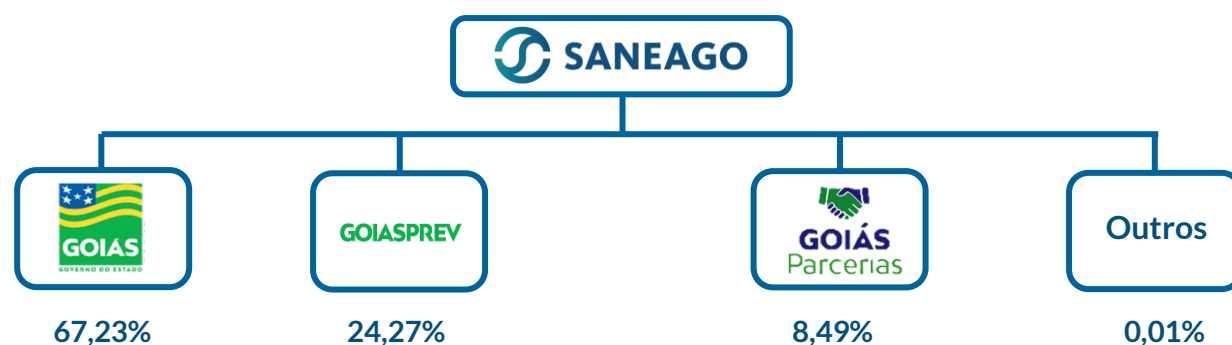 SANEAGO
GOIÁS
GOVERNO DO ESTADO
GOIASPREV
GOIÁS
Parcerias
Outros
67,23%
24,27%
8,49%
0,01%